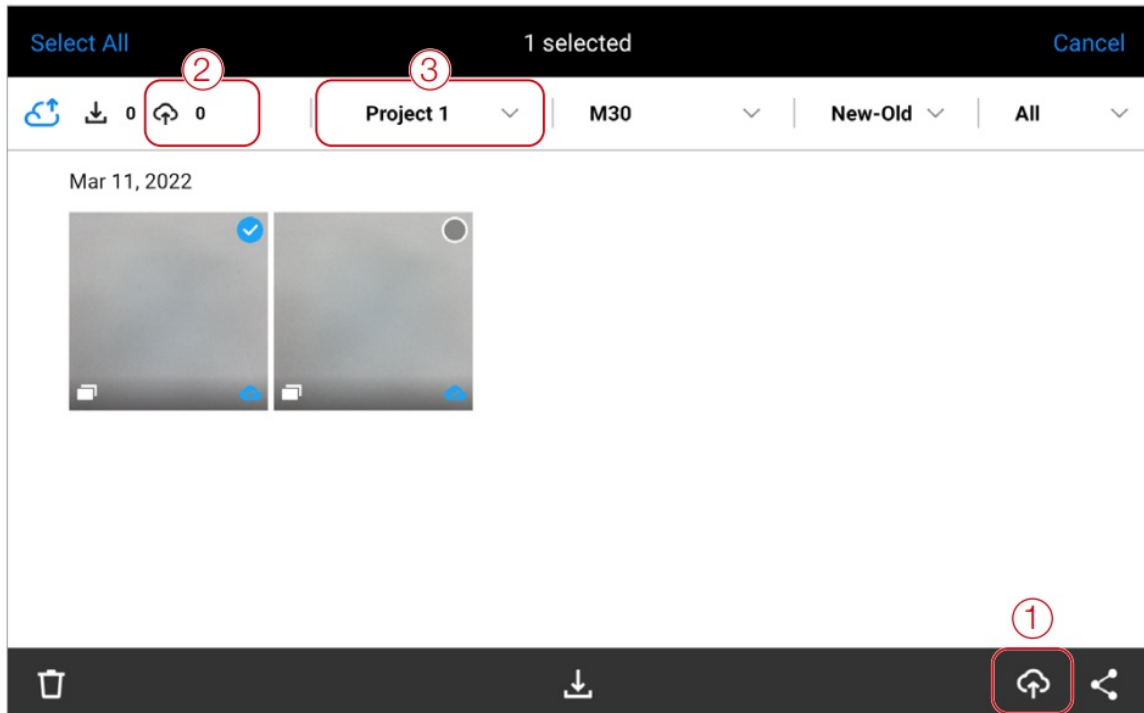 Select All 1 selected Cancel
② ③
0 0 Project 1 M30 New-Old All
Mar 11, 2022
①